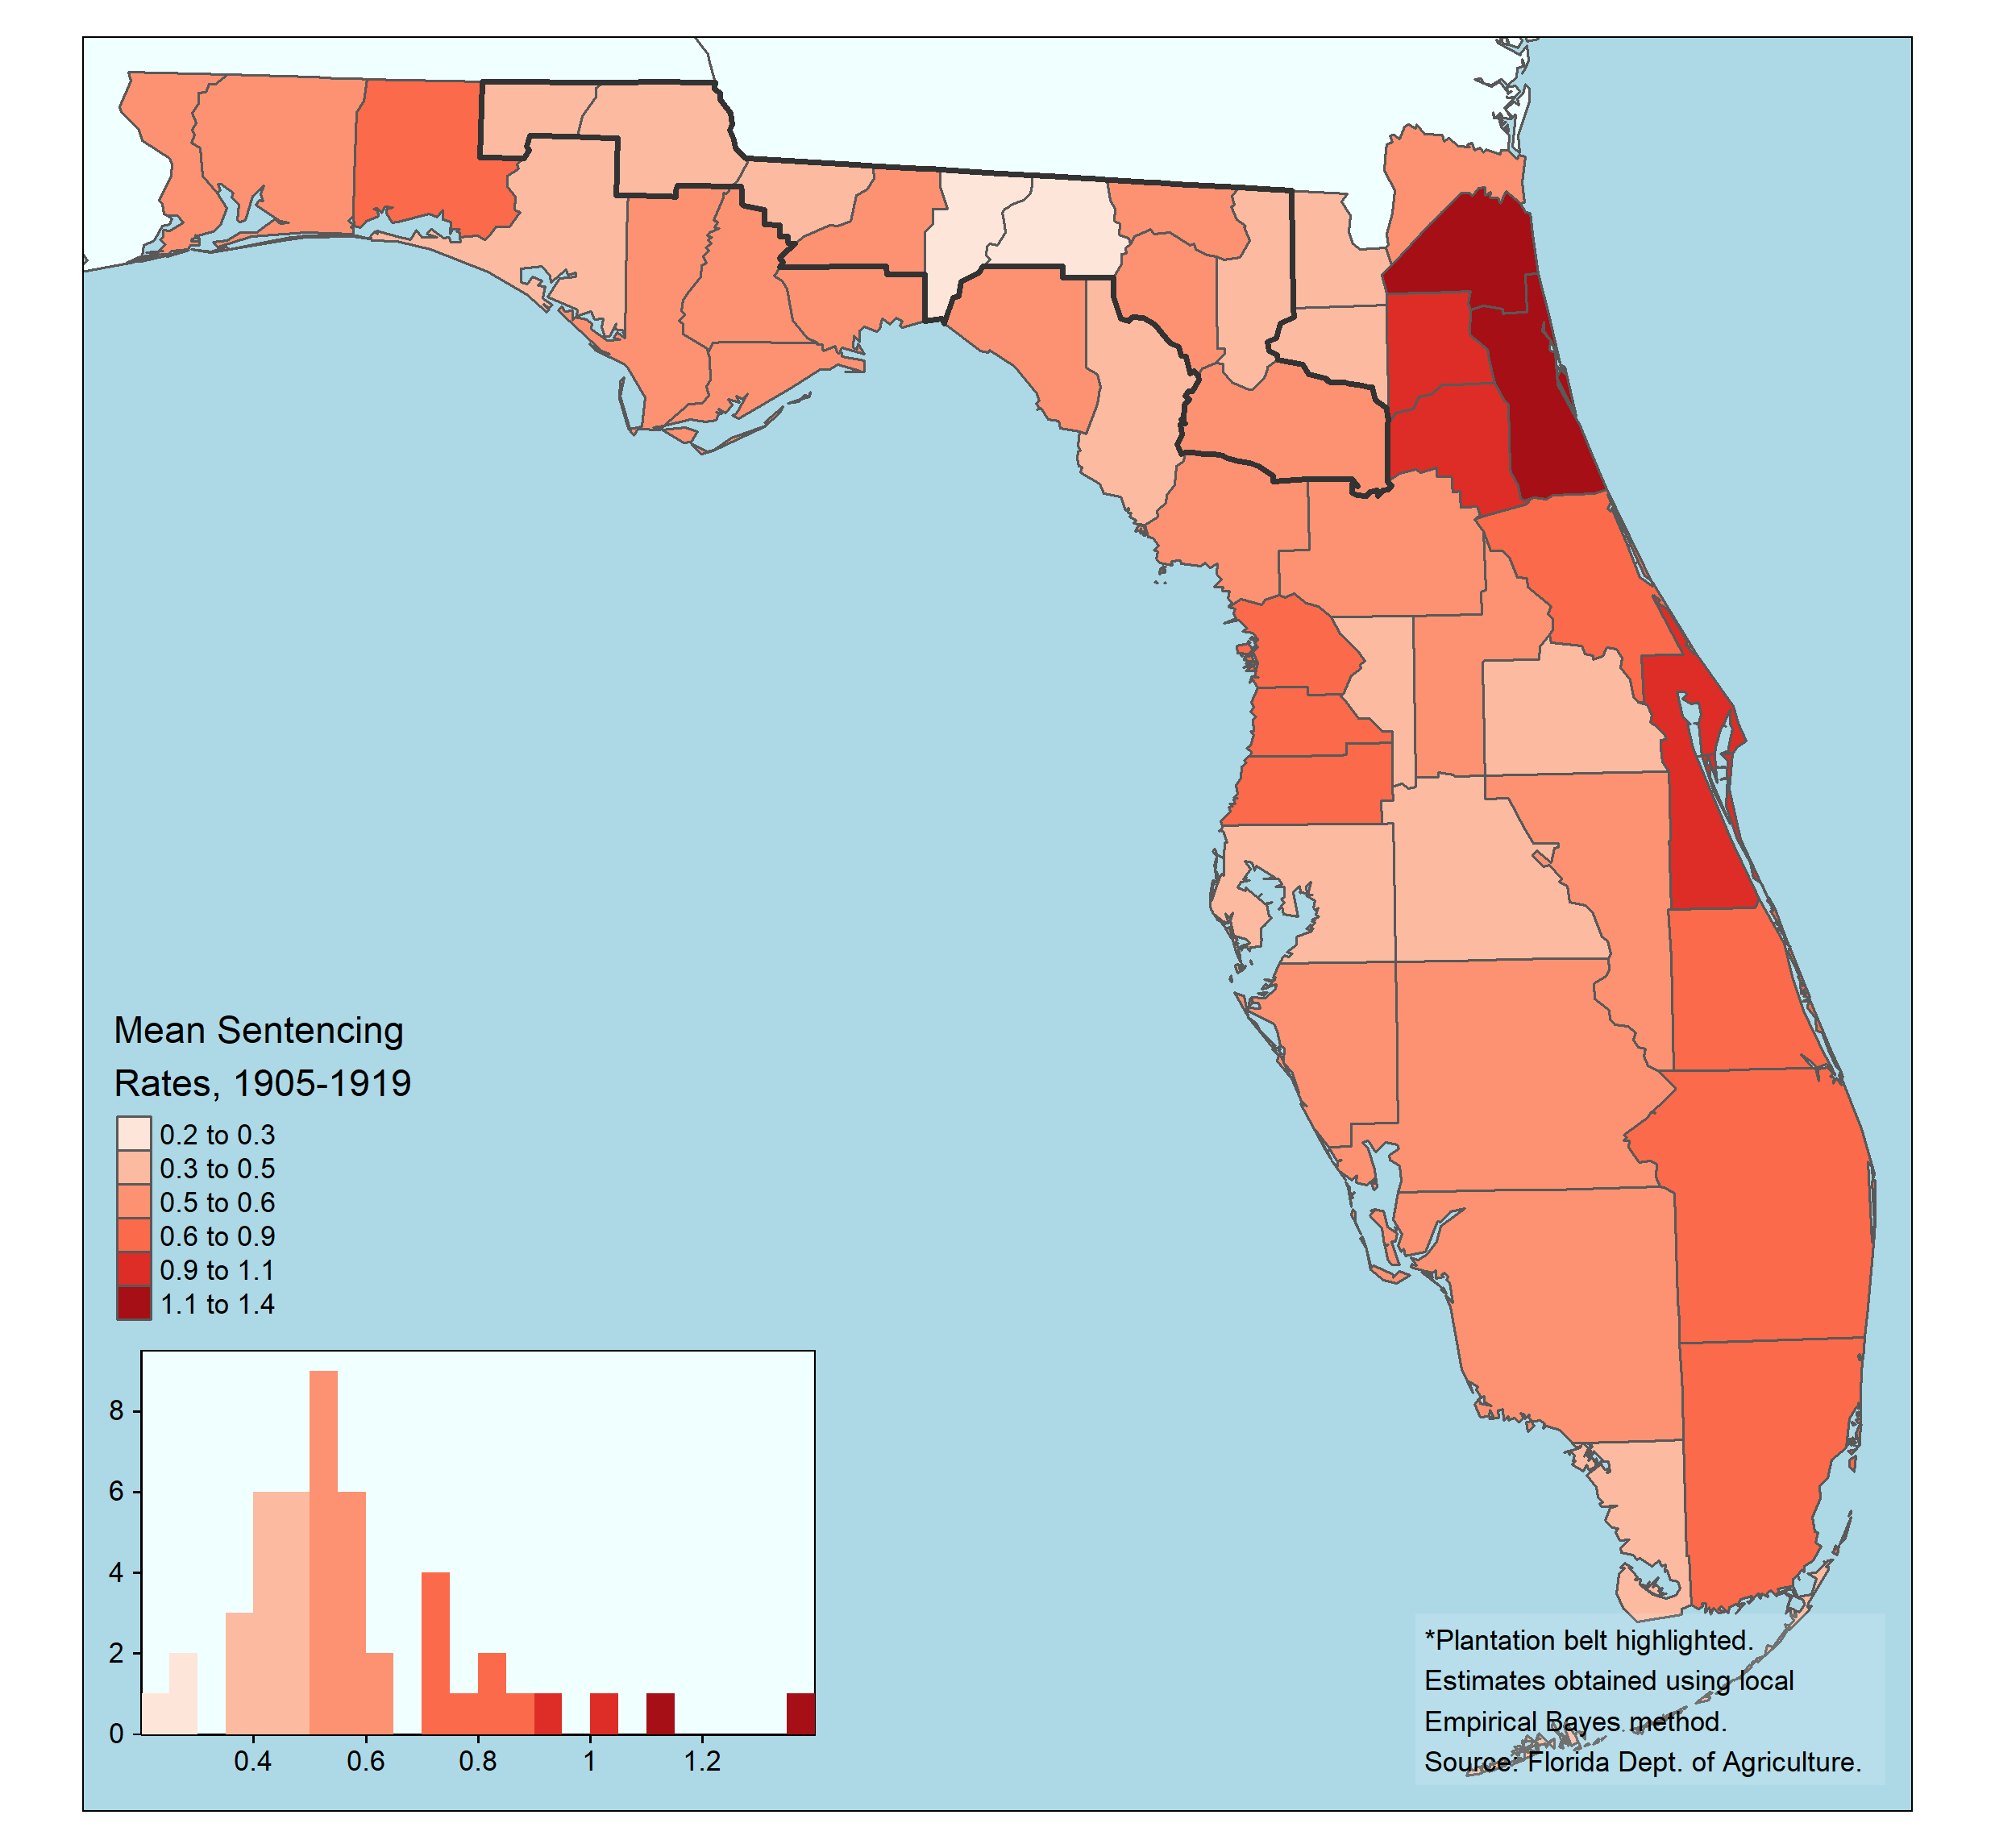 Mean Sentencing
Rates, 1905-1919
0.2 to 0.3
0.3 to 0.5
0.5 to 0.6
0.6 to 0.9
0.9 to 1.1
1.1 to 1.4
8
6
4
2
0
0.4 0.6 0.8 1 1.2
*Plantation belt highlighted.
Estimates obtained using local
Empirical Bayes method.
Source: Florida Dept. of Agriculture.